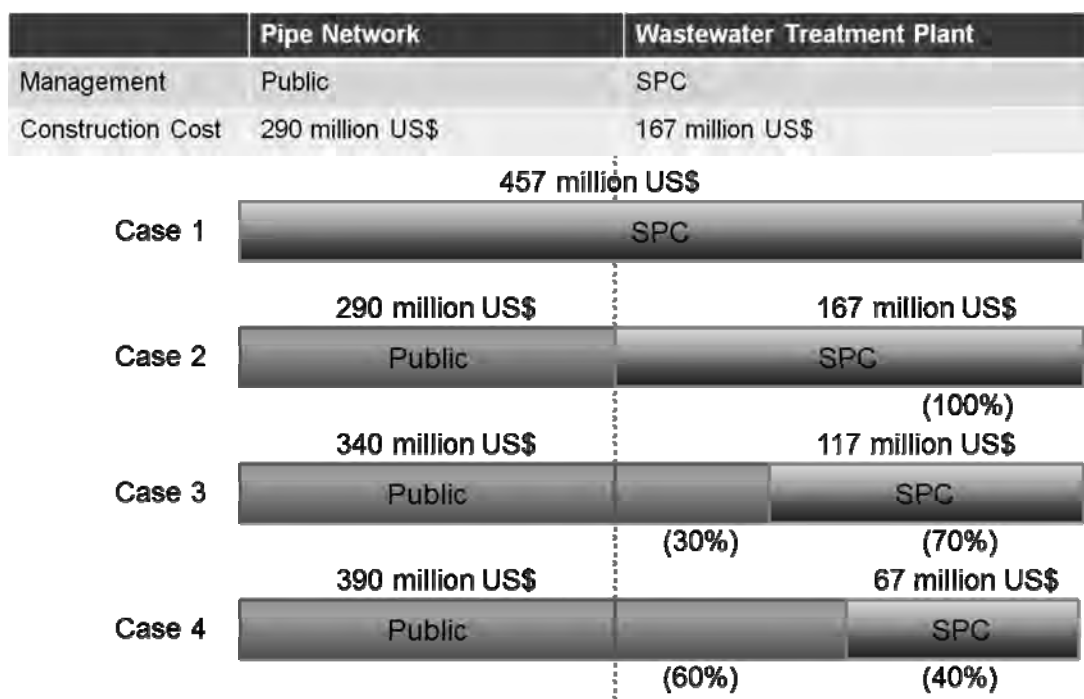 Pipe Network Wastewater Treatment Plant
Management Public SPC
Construction Cost 290 million US$ 167 million US$
457 million US$
Case 1 SPC
290 million US$ 167 million US$
Case 2 Public SPC
(100%)
340 million US$ 117 million US$
Case 3 Public SPC
(30%) (70%)
390 million US$ 67 million US$
Case 4 Public SPC
(60%) (40%)